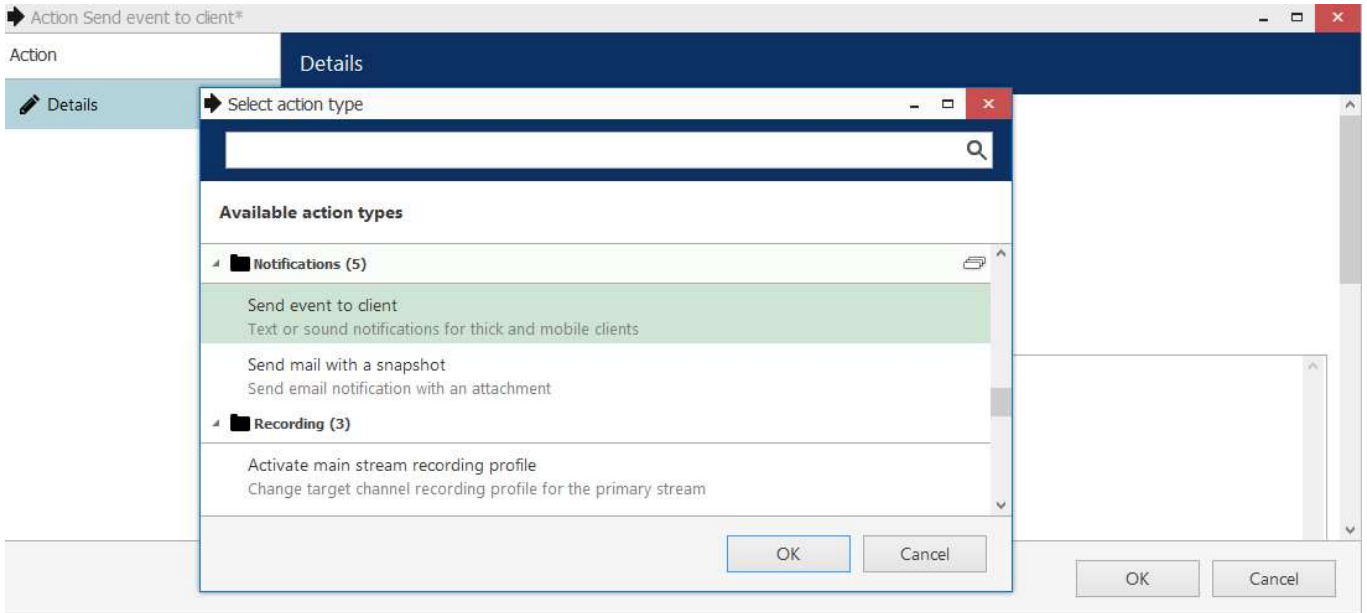 Action Send event to client*
Action
Details
Details
Select action type
Available action types
Notifications (5)
Send event to client
Text or sound notifications for thick and mobile clients
Send mail with a snapshot
Send email notification with an attachment
Recording (3)
Activate main stream recording profile
Change target channel recording profile for the primary stream
OK
Cancel
OK
Cancel